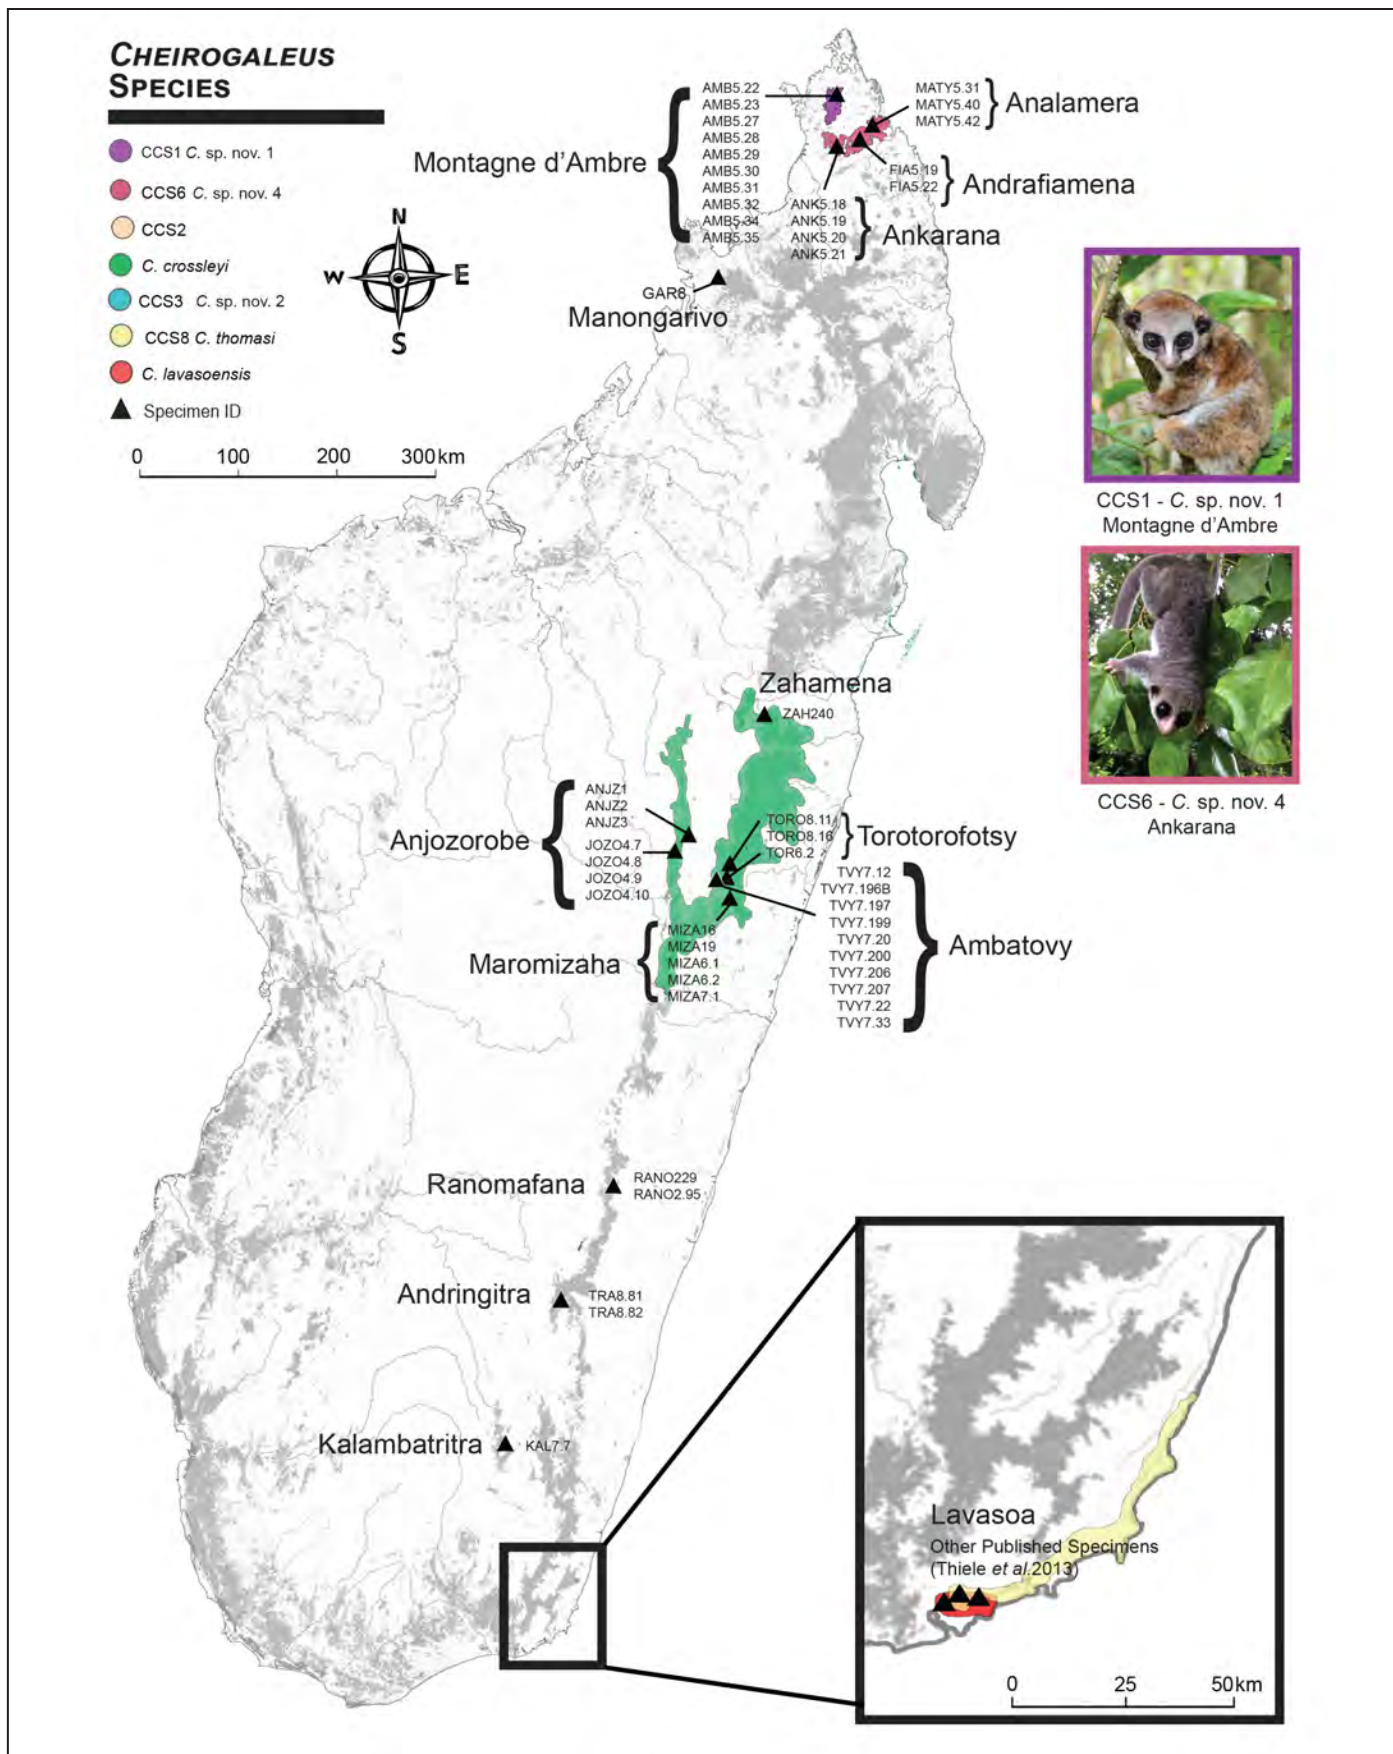 CHEIROGALEUS
SPECIES
CCS1 C. sp. nov. 1
CCS6 C. sp. nov. 4
CCS2
C. crossleyi
CCS3 C. sp. nov. 2
CCS8 C. thomasi
C. lavasoensis
Specimen ID
0 100 200 300km
N
W E
S
Montagne d'Ambre
AMB5.22
AMB5.23
AMB5.27
AMB5.28
AMB5.29
AMB5.30
AMB5.31
AMB5.32
AMB5.34
AMB5.35
MATY5.31
MATY5.40
MATY5.42
Analamera
FIA5.19
FIA5.22
Andrafiamena
ANK5.18
ANK5.19
ANK5.20
ANK5.21
Ankarana
GAR8
Manongarivo
CCS1 - C. sp. nov. 1
Montagne d'Ambre
CCS6 - C. sp. nov. 4
Ankarana
Zahamena
ZAH240
Anjozorobe
ANJZ1
ANJZ2
ANJZ3
JOZO4.7
JOZO4.8
JOZO4.9
JOZO4.10
TORO8.11
TORO8.16
TOR6.2
Torotorofotsy
TVY7.12
TVY7.196B
TVY7.197
TVY7.199
TVY7.20
TVY7.200
TVY7.206
TVY7.207
TVY7.22
TVY7.33
Ambatovy
Maromizaha
MIZA16
MIZA19
MIZA6.1
MIZA6.2
MIZA7.1
Ranomafana
RANO229
RANO2.95
Andringitra
TRA8.81
TRA8.82
Kalambatritra
KAL7.7
Lavasoa
Other Published Specimens
(Thiele et al.2013)
0 25 50km